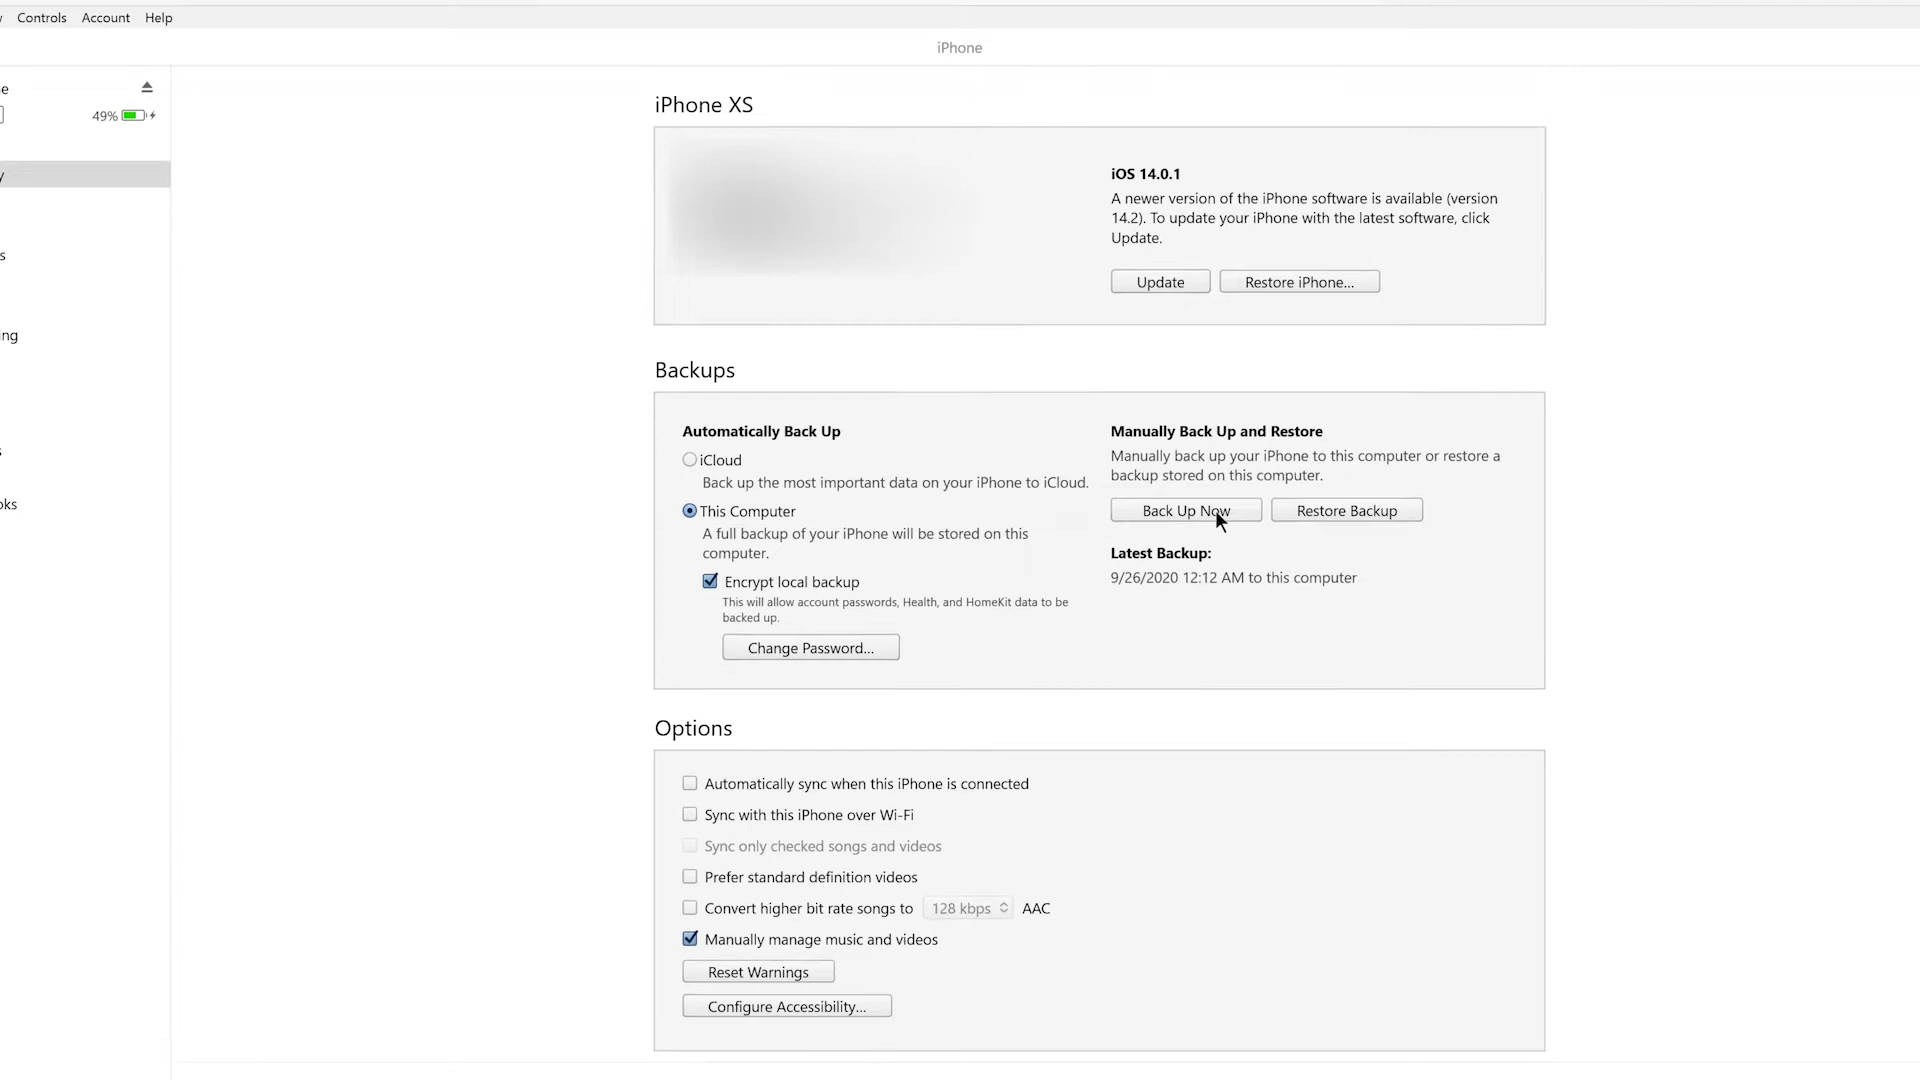 Controls Account Help
iPhone
49%
ing
oks
iPhone XS
iOS 14.0.1
A newer version of the iPhone software is available (version
14.2). To update your iPhone with the latest software, click
Update.
Update Restore iPhone...
Backups
Automatically Back Up
iCloud
Back up the most important data on your iPhone to iCloud.
This Computer
A full backup of your iPhone will be stored on this
computer.
Encrypt local backup
This will allow account passwords, Health, and HomeKit data to be
backed up.
Change Password...
Manually Back Up and Restore
Manually back up your iPhone to this computer or restore a
backup stored on this computer.
Back Up Now Restore Backup
Latest Backup:
9/26/2020 12:12 AM to this computer
Options
Automatically sync when this iPhone is connected
Sync with this iPhone over Wi-Fi
Sync only checked songs and videos
Prefer standard definition videos
Convert higher bit rate songs to 128 kbps AAC
Manually manage music and videos
Reset Warnings
Configure Accessibility...